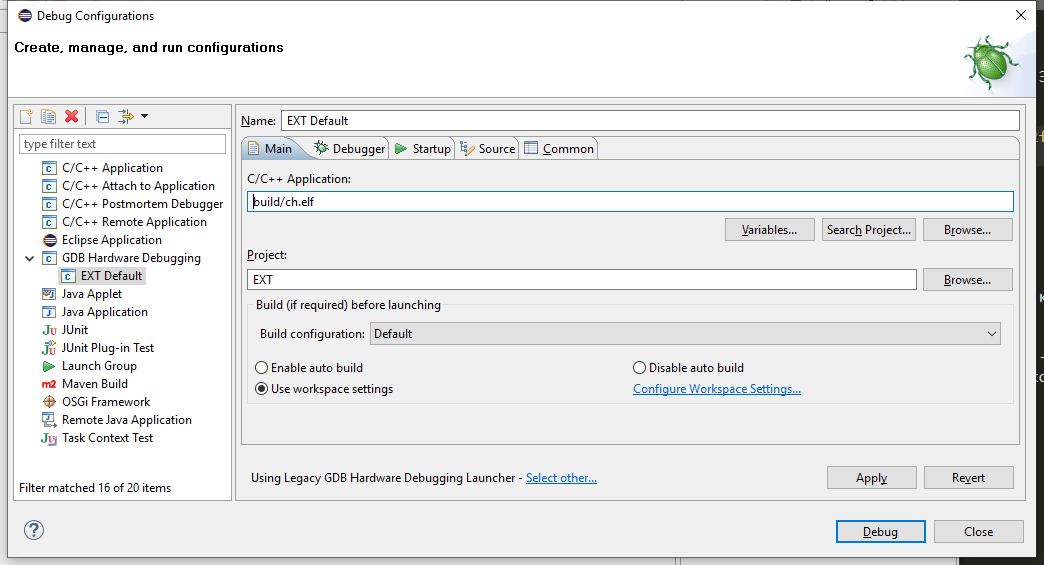 Debug Configurations
Create, manage, and run configurations
type filter text
C/C++ Application
C/C++ Attach to Application
C/C++ Postmortem Debugger
C/C++ Remote Application
Eclipse Application
GDB Hardware Debugging
EXT Default
Java Applet
Java Application
JUnit
JUnit Plug-in Test
Launch Group
Maven Build
OSGi Framework
Remote Java Application
Task Context Test
Filter matched 16 of 20 items
Name: EXT Default
Main Debugger Startup Source Common
C/C++ Application:
build/ch.elf
Variables... Search Project... Browse...
Project:
EXT Browse...
Build (if required) before launching
Build configuration: Default
Enable auto build Disable auto build
Use workspace settings Configure Workspace Settings...
Using Legacy GDB Hardware Debugging Launcher - Select other...
Apply Revert
Debug Close